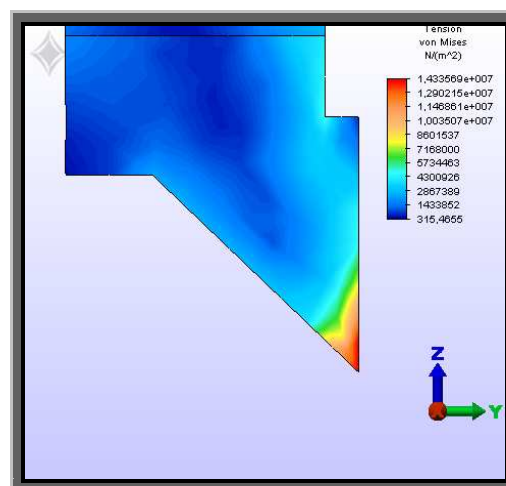 Tension
von Mises
N/(m^2)
1,433569e+007
1,290215e+007
1,146861e+007
1,003507e+007
8601537
7168000
5734463
4300926
2867389
1433852
315,4655
Z
Y